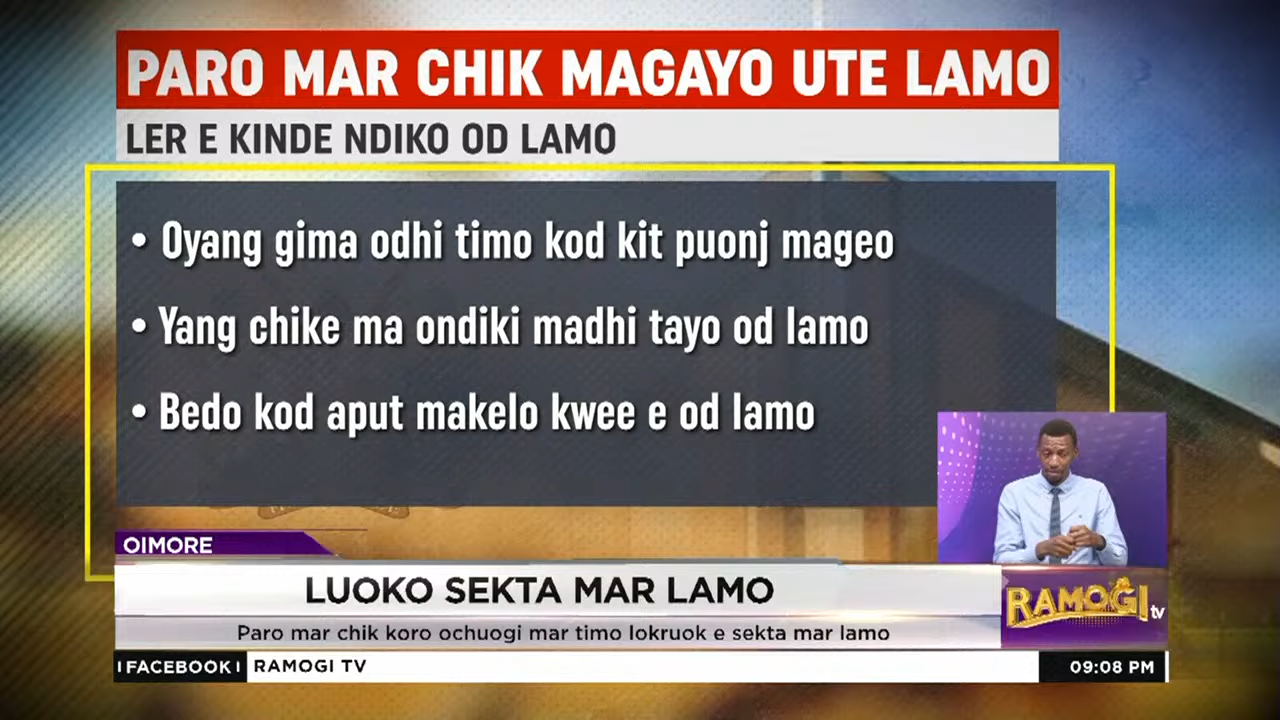 PARO MAR CHIK MAGAYO UTE LAMO
LER E KINDE NDIKO OD LAMO
• Oyang gima odhi timo kod kit puonj mageo
• Yang chike ma ondiki madhi tayo od lamo
• Bedo kod aput makelo kwee e od lamo
OIMORE
LUOKO SEKTA MAR LAMO
RAMOGI tv
Paro mar chik koro ochuogi mar timo lokruok e sekta mar lamo
FACEBOOK RAMOGI TV 09:08 PM